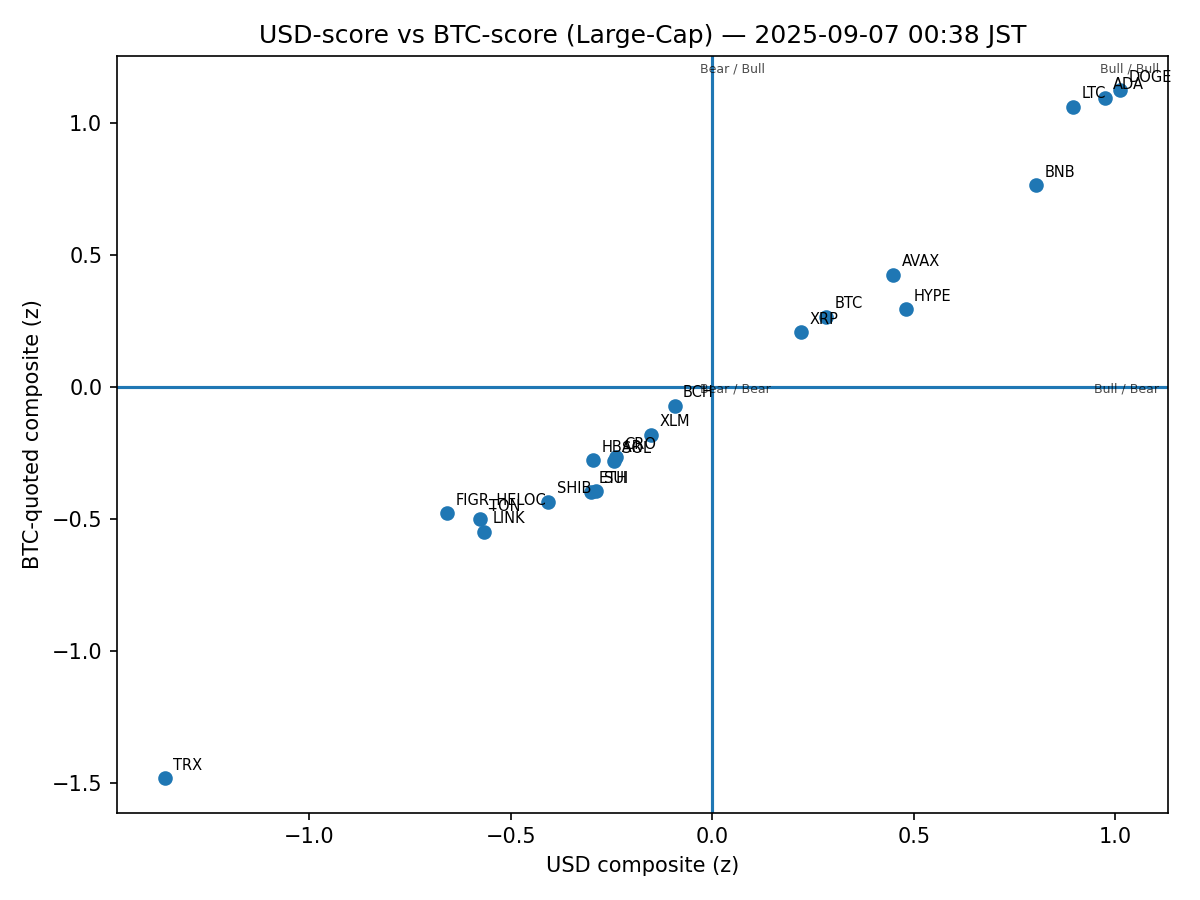 USD-score vs BTC-score (Large-Cap) — 2025-09-07 00:38 JST
Bear / Bull
Bull / Bull
DOGE
ADA
LTC
BNB
AVAX
HYPE
BTC
XRP
Bear / Bear
Bull / Bear
BCH
XLM
CRO
HBAR
SOL
ETH
SUI
SHIB
FIGR_HELOC
TON
LINK
TRX
1.0
0.5
0.0
−0.5
−1.0
−1.5
BTC-quoted composite (z)
−1.0
−0.5
0.0
0.5
1.0
USD composite (z)